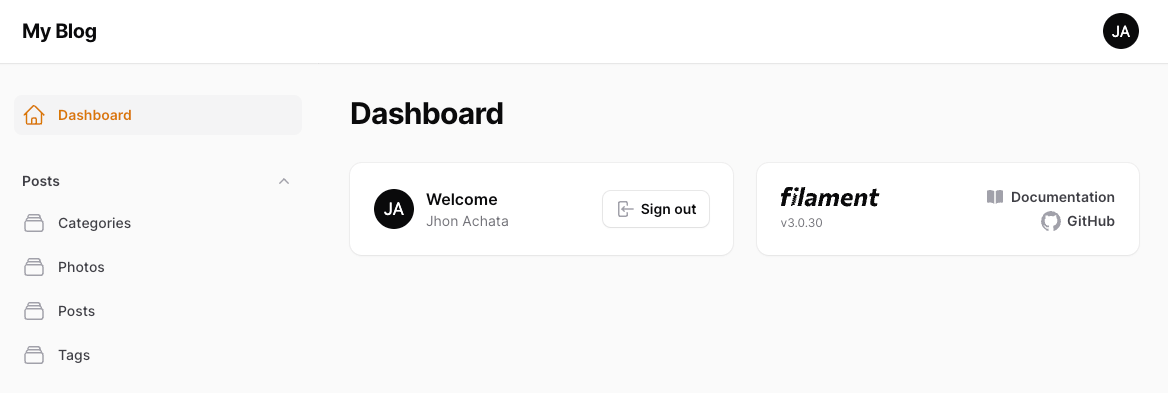 My Blog
JA
Dashboard
Posts
Categories
Photos
Posts
Tags
Dashboard
JA
Welcome
Jhon Achata
Sign out
filament
v3.0.30
Documentation
GitHub